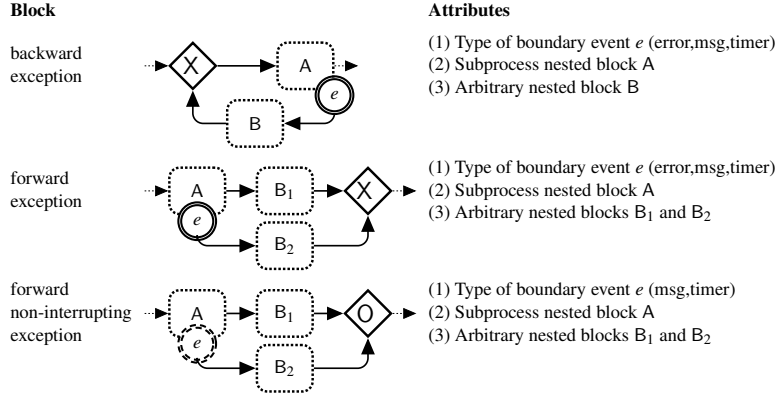 Block Attributes
backward
exception
X
A
e
B
(1) Type of boundary event e (error,msg,timer)
(2) Subprocess nested block A
(3) Arbitrary nested block B
forward
exception
A
e
B1
B2
X
(1) Type of boundary event e (error,msg,timer)
(2) Subprocess nested block A
(3) Arbitrary nested blocks B1 and B2
forward
non-interrupting
exception
A
e
B1
B2
O
(1) Type of boundary event e (msg,timer)
(2) Subprocess nested block A
(3) Arbitrary nested blocks B1 and B2